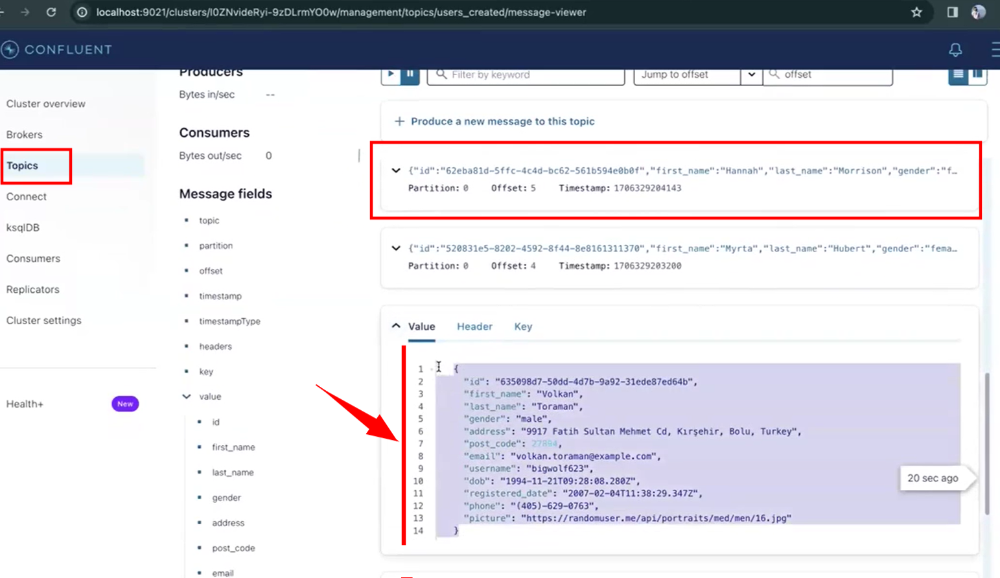 localhost:9021/clusters/I0ZNvideRyi-9zDLrmYO0w/management/topics/users_created/message-viewer
CONFLUENT
Cluster overview
Brokers
Topics
Connect
ksqlDB
Consumers
Replicators
Cluster settings
Health+ New
Producers
Bytes in/sec --
Consumers
Bytes out/sec 0
Message fields
topic
partition
offset
timestamp
timestampType
headers
key
value
id
first_name
last_name
gender
address
post_code
email
Filter by keyword
Jump to offset
offset
+ Produce a new message to this topic
{"id":"62eba81d-5ffc-4c4d-bc62-561b594e0b0f","first_name":"Hannah","last_name":"Morrison","gender":"f...
Partition: 0 Offset: 5 Timestamp: 1706329204143
{"id":"520831e5-8202-4592-8f44-8e8161311370","first_name":"Myrta","last_name":"Hubert","gender":"fema...
Partition: 0 Offset: 4 Timestamp: 1706329203200
Value Header Key
1 {
2 "id": "635098d7-50dd-4d7b-9a92-31ede87ed64b",
3 "first_name": "Volkan",
4 "last_name": "Toraman",
5 "gender": "male",
6 "address": "9917 Fatih Sultan Mehmet Cd, Kırşehir, Bolu, Turkey",
7 "post_code": 27894,
8 "email": "volkan.toraman@example.com",
9 "username": "bigwolf623",
10 "dob": "1994-11-21T09:28:08.280Z",
11 "registered_date": "2007-02-04T11:38:29.347Z",
12 "phone": "(405)-629-0763",
13 "picture": "https://randomuser.me/api/portraits/med/men/16.jpg"
14 }
20 sec ago